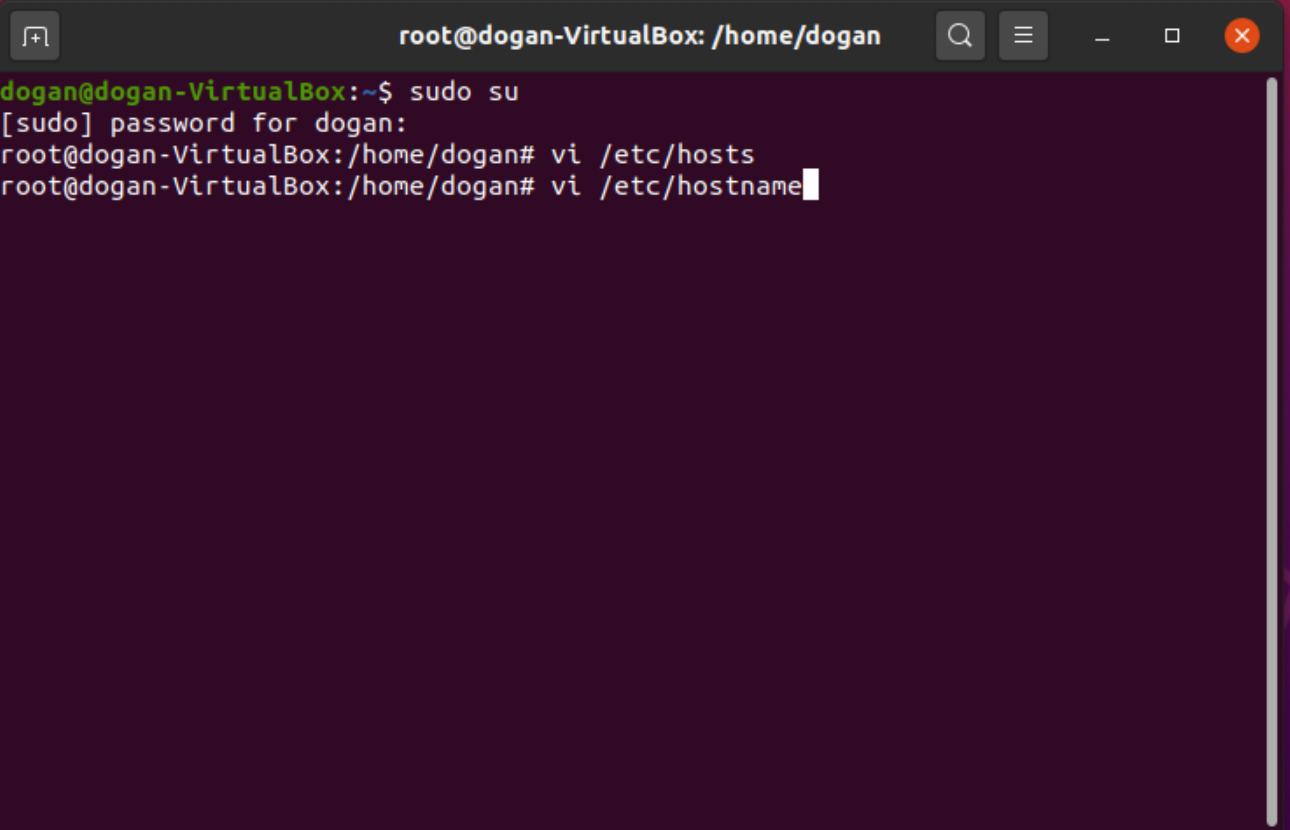 root@dogan-VirtualBox: /home/dogan
dogan@dogan-VirtualBox:~$ sudo su
[sudo] password for dogan:
root@dogan-VirtualBox:/home/dogan# vi /etc/hosts
root@dogan-VirtualBox:/home/dogan# vi /etc/hostname